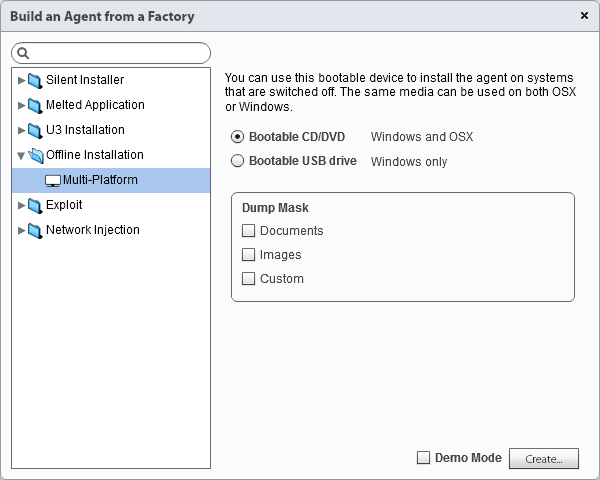 Build an Agent from a Factory
Silent Installer
Melted Application
U3 Installation
Offline Installation
Multi-Platform
Exploit
Network Injection
You can use this bootable device to install the agent on systems
that are switched off. The same media can be used on both OSX
or Windows.
Bootable CD/DVD Windows and OSX
Bootable USB drive Windows only
Dump Mask
Documents
Images
Custom
Demo Mode Create...